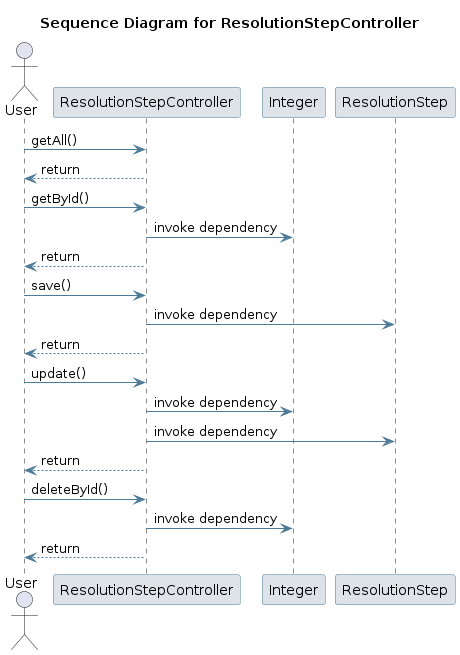 Sequence Diagram for ResolutionStepController
User
ResolutionStepController
Integer
ResolutionStep
getAll()
return
getById()
invoke dependency
return
save()
invoke dependency
return
update()
invoke dependency
invoke dependency
return
deleteById()
invoke dependency
return
User
ResolutionStepController
Integer
ResolutionStep